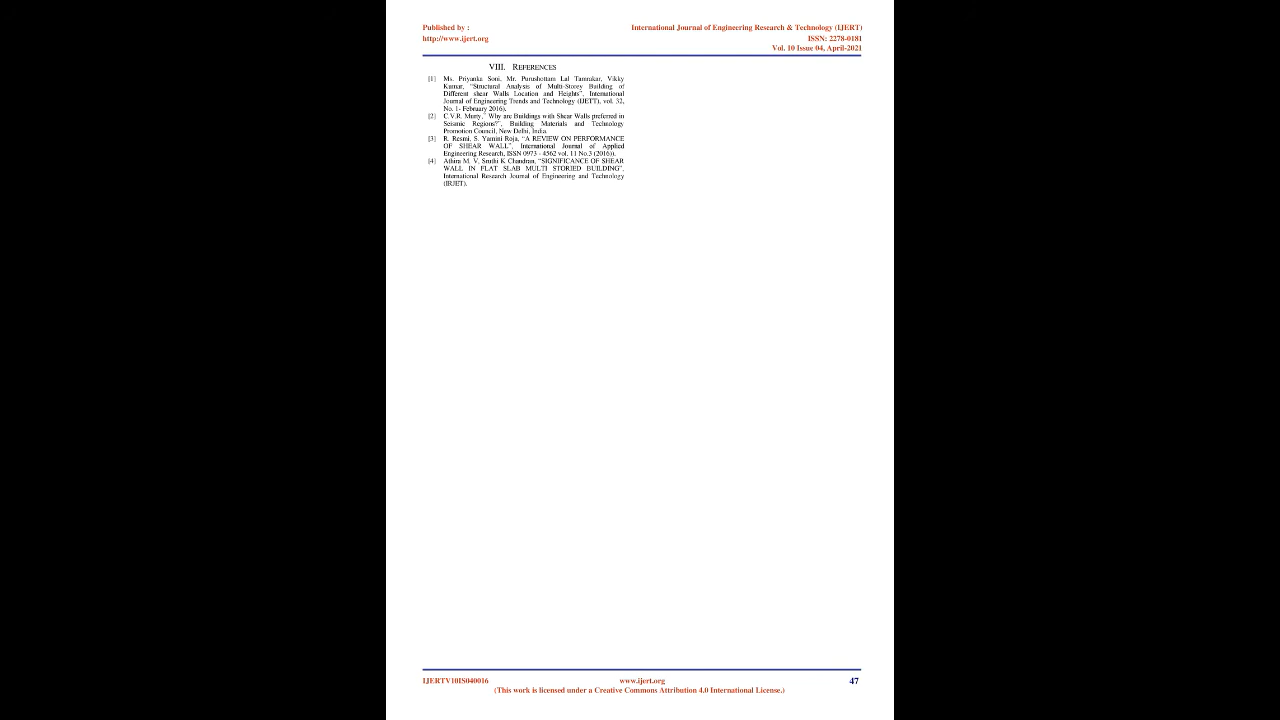 Published by :
International Journal of Engineering Research & Technology (IJERT)
http://www.ijert.org
ISSN: 2278-0181
Vol. 10 Issue 04, April-2021
VIII. REFERENCES
[1] Ms. Priyanka Soni, Mr. Purushottam Lal Tamrakar, Vikky
Kumar, "Structural Analysis of Multi-Storey Building of
Different shear Walls Location and Heights", International
Journal of Engineering Trends and Technology (IJETT), vol. 32,
No. 1- February 2016).
[2] C.V.R. Murty," Why are Buildings with Shear Walls preferred in
Seismic Regions?", Building Materials and Technology
Promotion Council, New Delhi, India.
[3] R. Resmi, S. Yamini Roja, "A REVIEW ON PERFORMANCE
OF SHEAR WALL", International Journal of Applied
Engineering Research, ISSN 0973 - 4562 vol. 11 No.3 (2016)).
[4] Athira M. V, Sruthi K Chandran, "SIGNIFICANCE OF SHEAR
WALL IN FLAT SLAB MULTI STORIED BUILDING",
International Research Journal of Engineering and Technology
(IRJET).
IJERTV10IS040016
www.ijert.org
47
(This work is licensed under a Creative Commons Attribution 4.0 International License.)